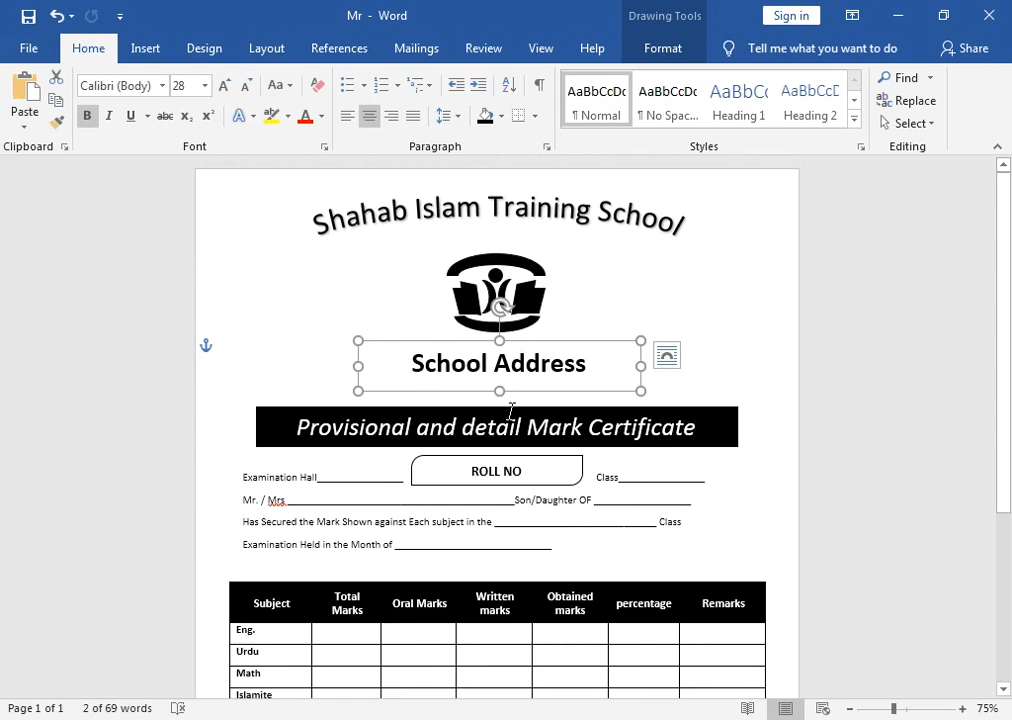 Mr - Word
Drawing Tools
Sign in
File Home Insert Design Layout References Mailings Review View Help Format Tell me what you want to do Share
Paste
Calibri (Body) 28
Aa
B I U abc X₂ X²
A
A
AaBbCcDc AaBbCcDc AaBbCc AaBbCcD
¶ Normal ¶ No Spac... Heading 1 Heading 2
Find
Replace
Select
Clipboard Font Paragraph Styles Editing
Shahab Islam Training School
School Address
Provisional and detail Mark Certificate
ROLL NO
Examination Hall Class
Mr. / Mrs Son/Daughter OF
Has Secured the Mark Shown against Each subject in the Class
Examination Held in the Month of
Subject Total Marks Oral Marks Written marks Obtained marks percentage Remarks
Eng.
Urdu
Math
Islamite
Page 1 of 1 2 of 69 words 75%